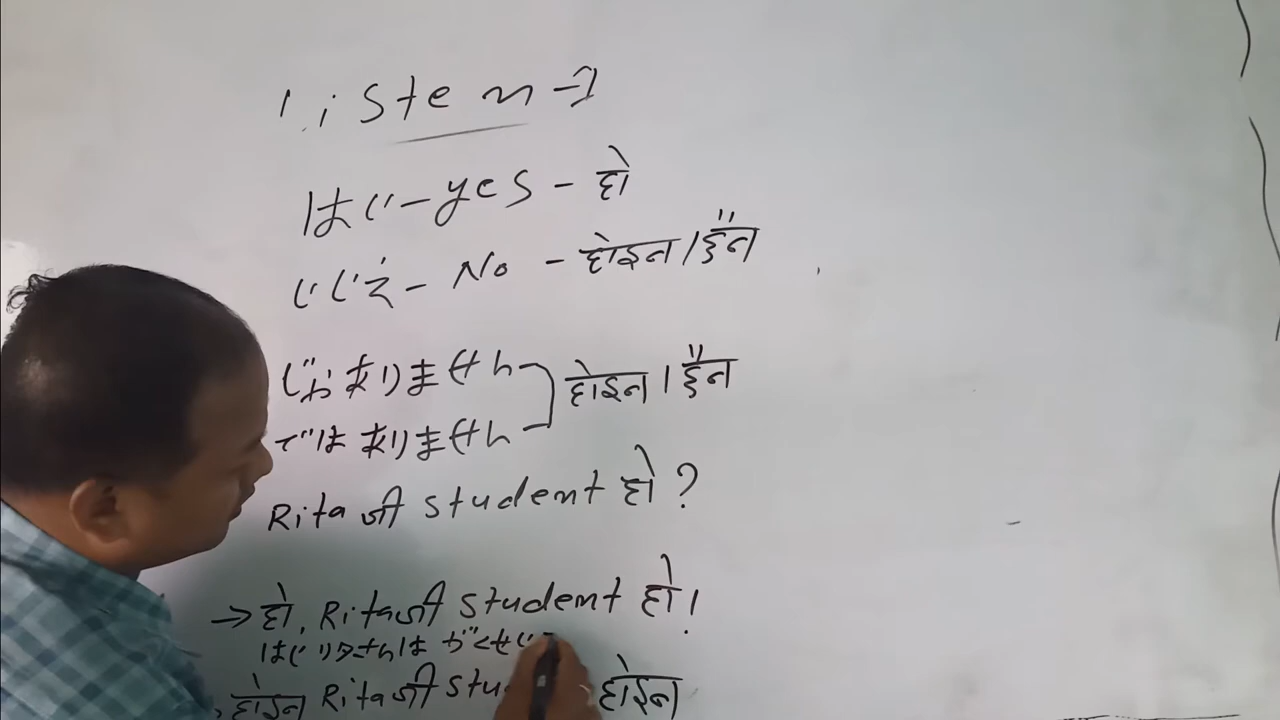 Listen-1
はい-yes-हो
いいえ- No - होइन/हैन
じゃ ありません
होइन/हैन
では ありません
Rita जी student हो?
→ हो, Rita जी student हो!
はい リタさんは がくせい
होइन Rita जी stu होइन